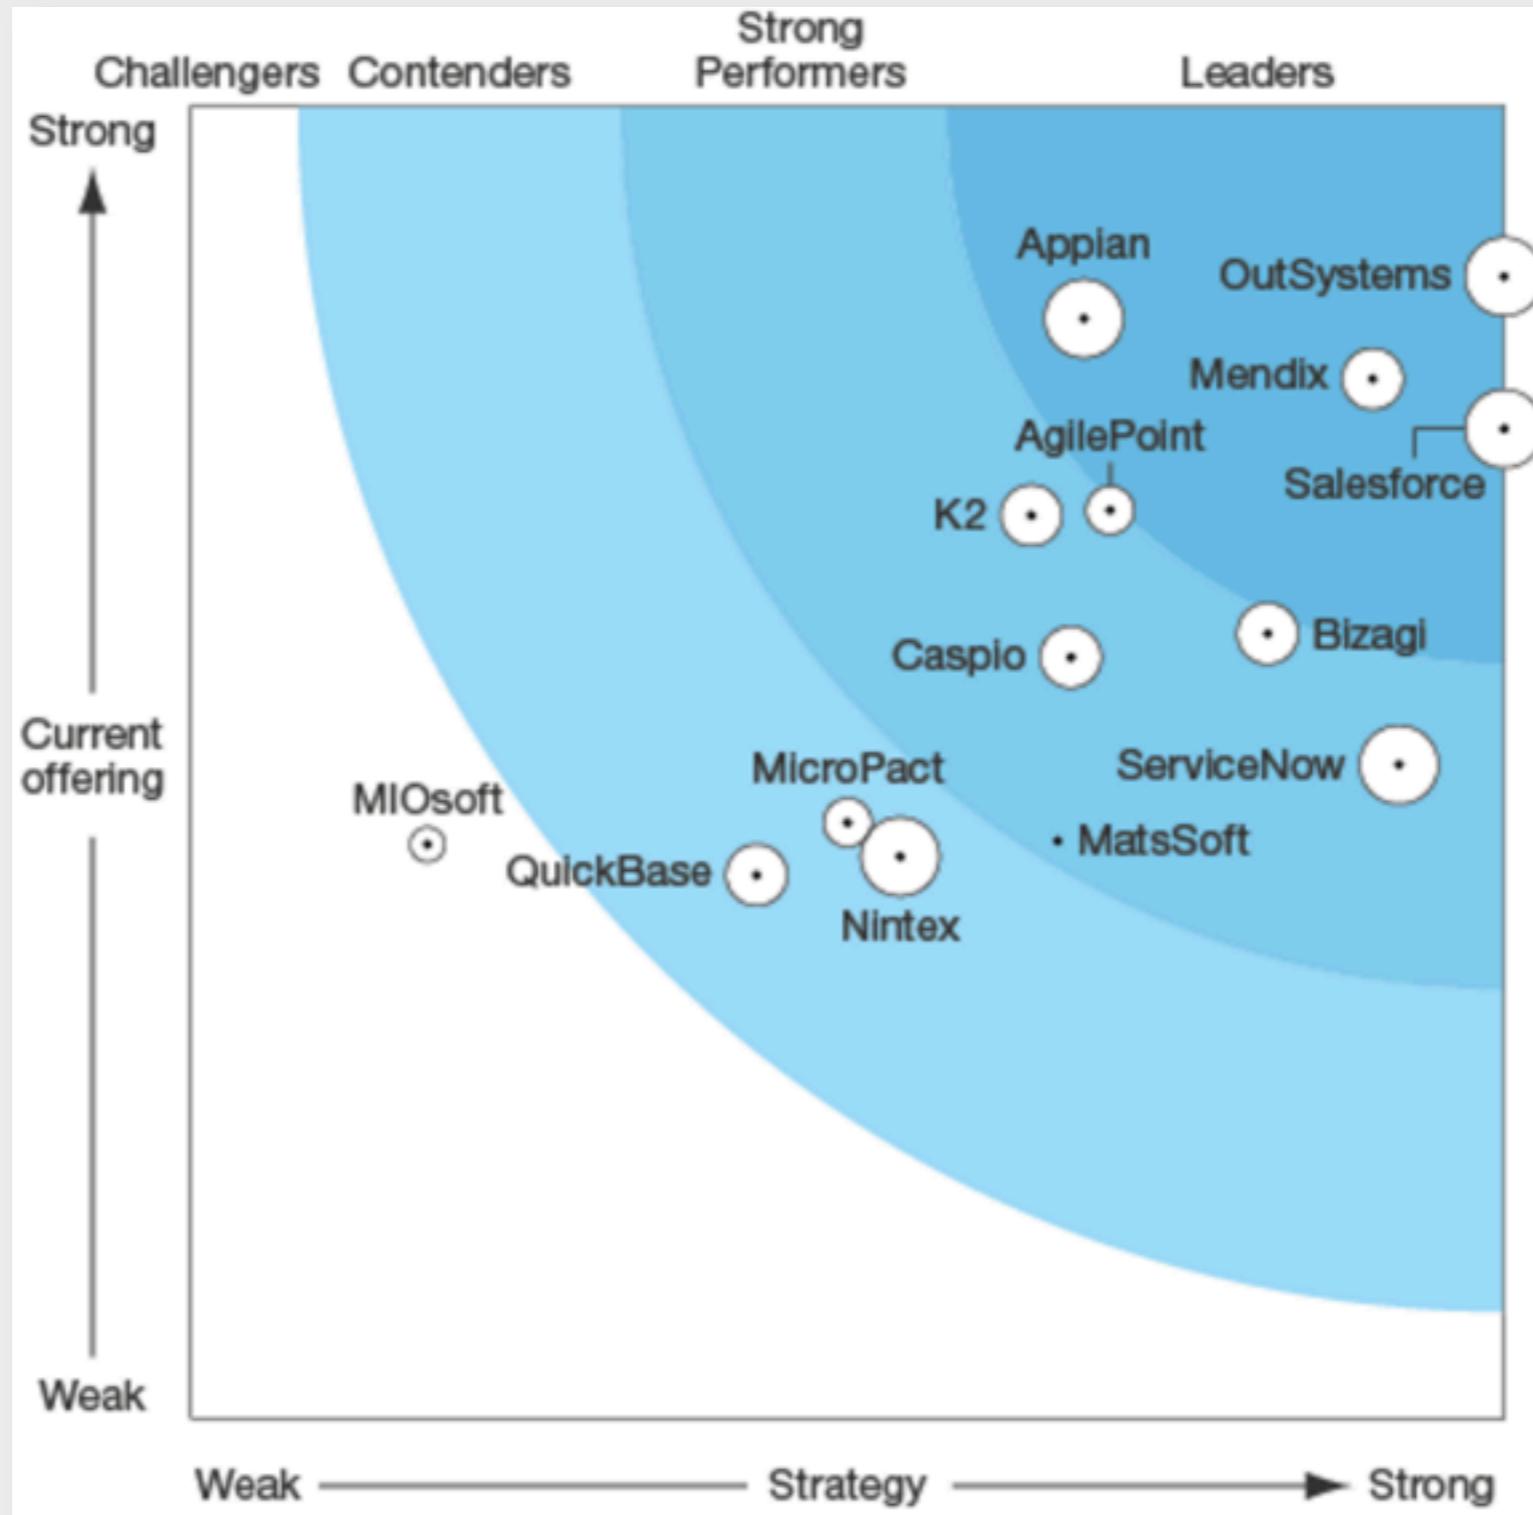 Strong
Performers
Challengers
Contenders
Leaders
Strong
Appian
OutSystems
Mendix
AgilePoint
Salesforce
K2
Bizagi
Caspio
Current
offering
MicroPact
ServiceNow
MIOsoft
MatsSoft
QuickBase
Nintex
Weak
Weak
Strategy
Strong